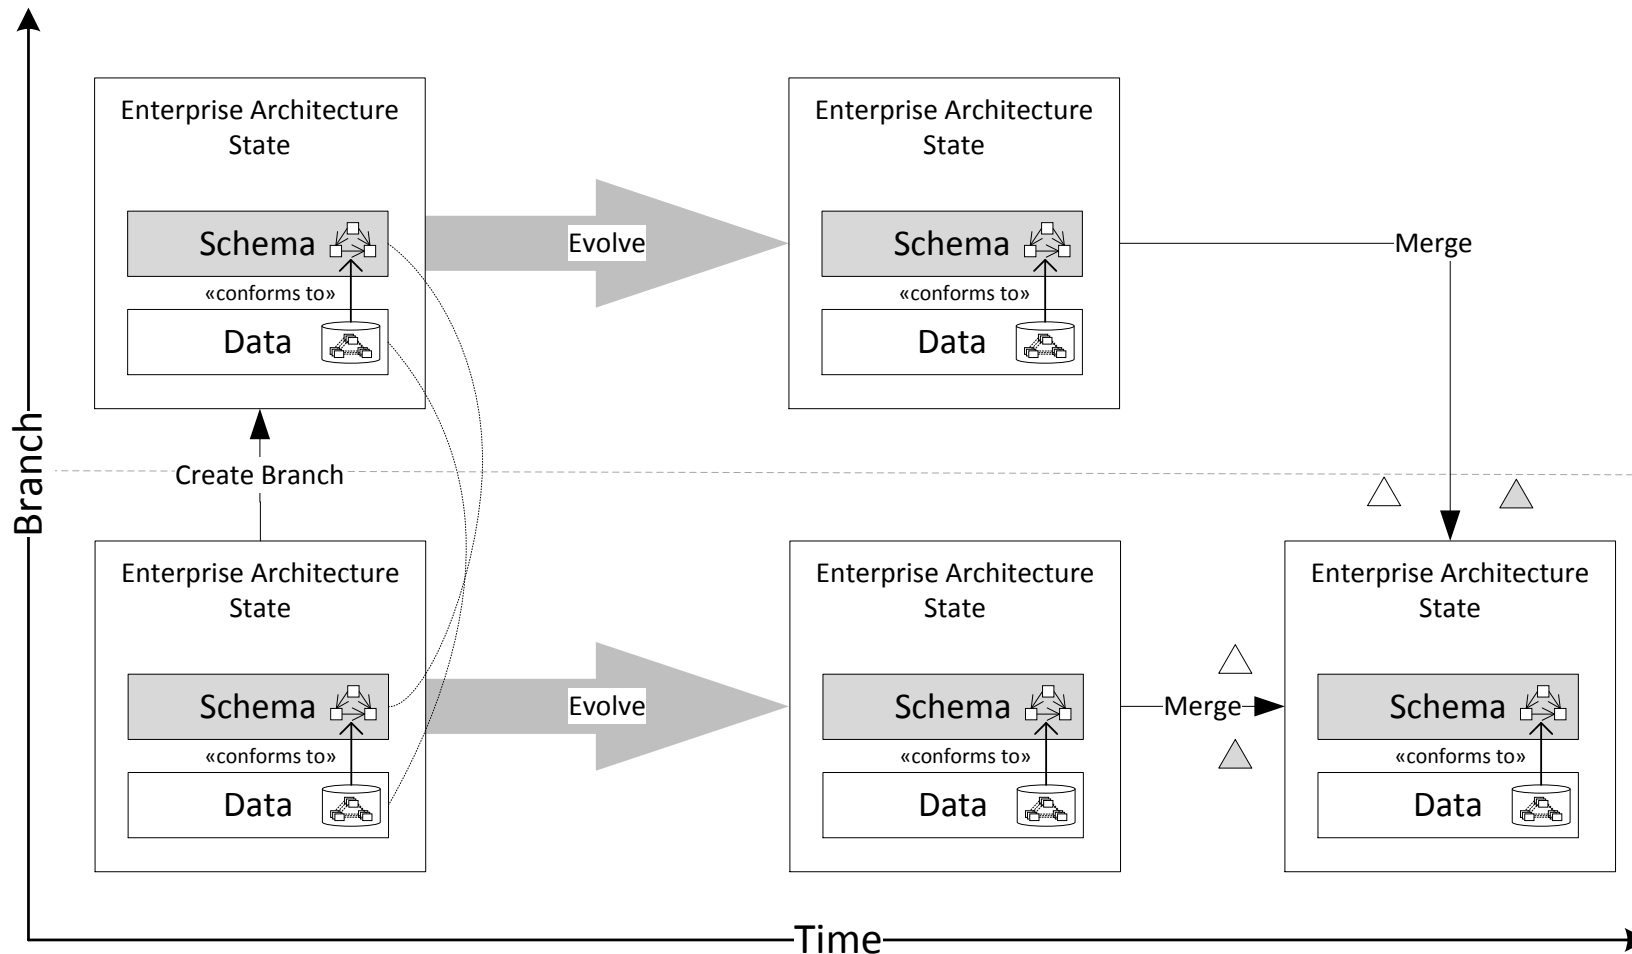 Enterprise Architecture
State
Schema
«conforms to»
Data
Evolve
Enterprise Architecture
State
Schema
«conforms to»
Data
Merge
Create Branch
Branch
Enterprise Architecture
State
Schema
«conforms to»
Data
Evolve
Enterprise Architecture
State
Schema
«conforms to»
Data
Merge
Enterprise Architecture
State
Schema
«conforms to»
Data
Time